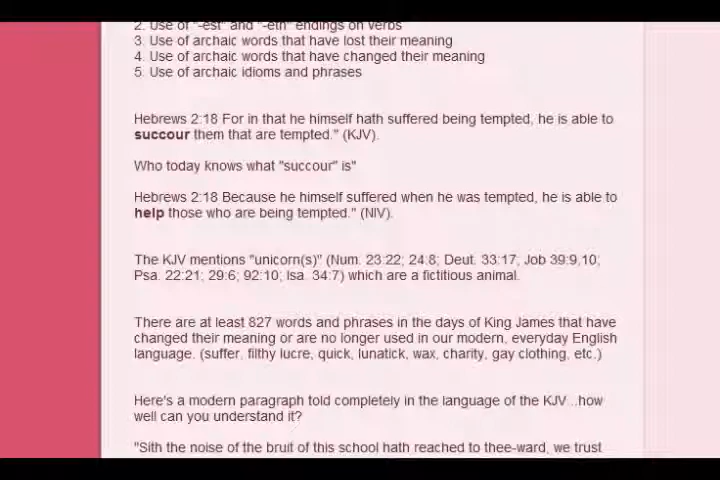 2. Use of "-est" and "-eth" endings on verbs
3. Use of archaic words that have lost their meaning
4. Use of archaic words that have changed their meaning
5. Use of archaic idioms and phrases
Hebrews 2:18 For in that he himself hath suffered being tempted, he is able to
succour them that are tempted." (KJV).
Who today knows what "succour" is"
Hebrews 2:18 Because he himself suffered when he was tempted, he is able to
help those who are being tempted." (NIV).
The KJV mentions "unicorn(s)" (Num. 23:22; 24:8; Deut. 33:17; Job 39:9,10;
Psa. 22:21; 29:6; 92:10; Isa. 34:7) which are a fictitious animal.
There are at least 827 words and phrases in the days of King James that have
changed their meaning or are no longer used in our modern, everyday English
language. (suffer, filthy lucre, quick, lunatick, wax, charity, gay clothing, etc.)
Here's a modern paragraph told completely in the language of the KJV...how
well can you understand it?
"Sith the noise of the bruit of this school hath reached to thee-ward, we trust